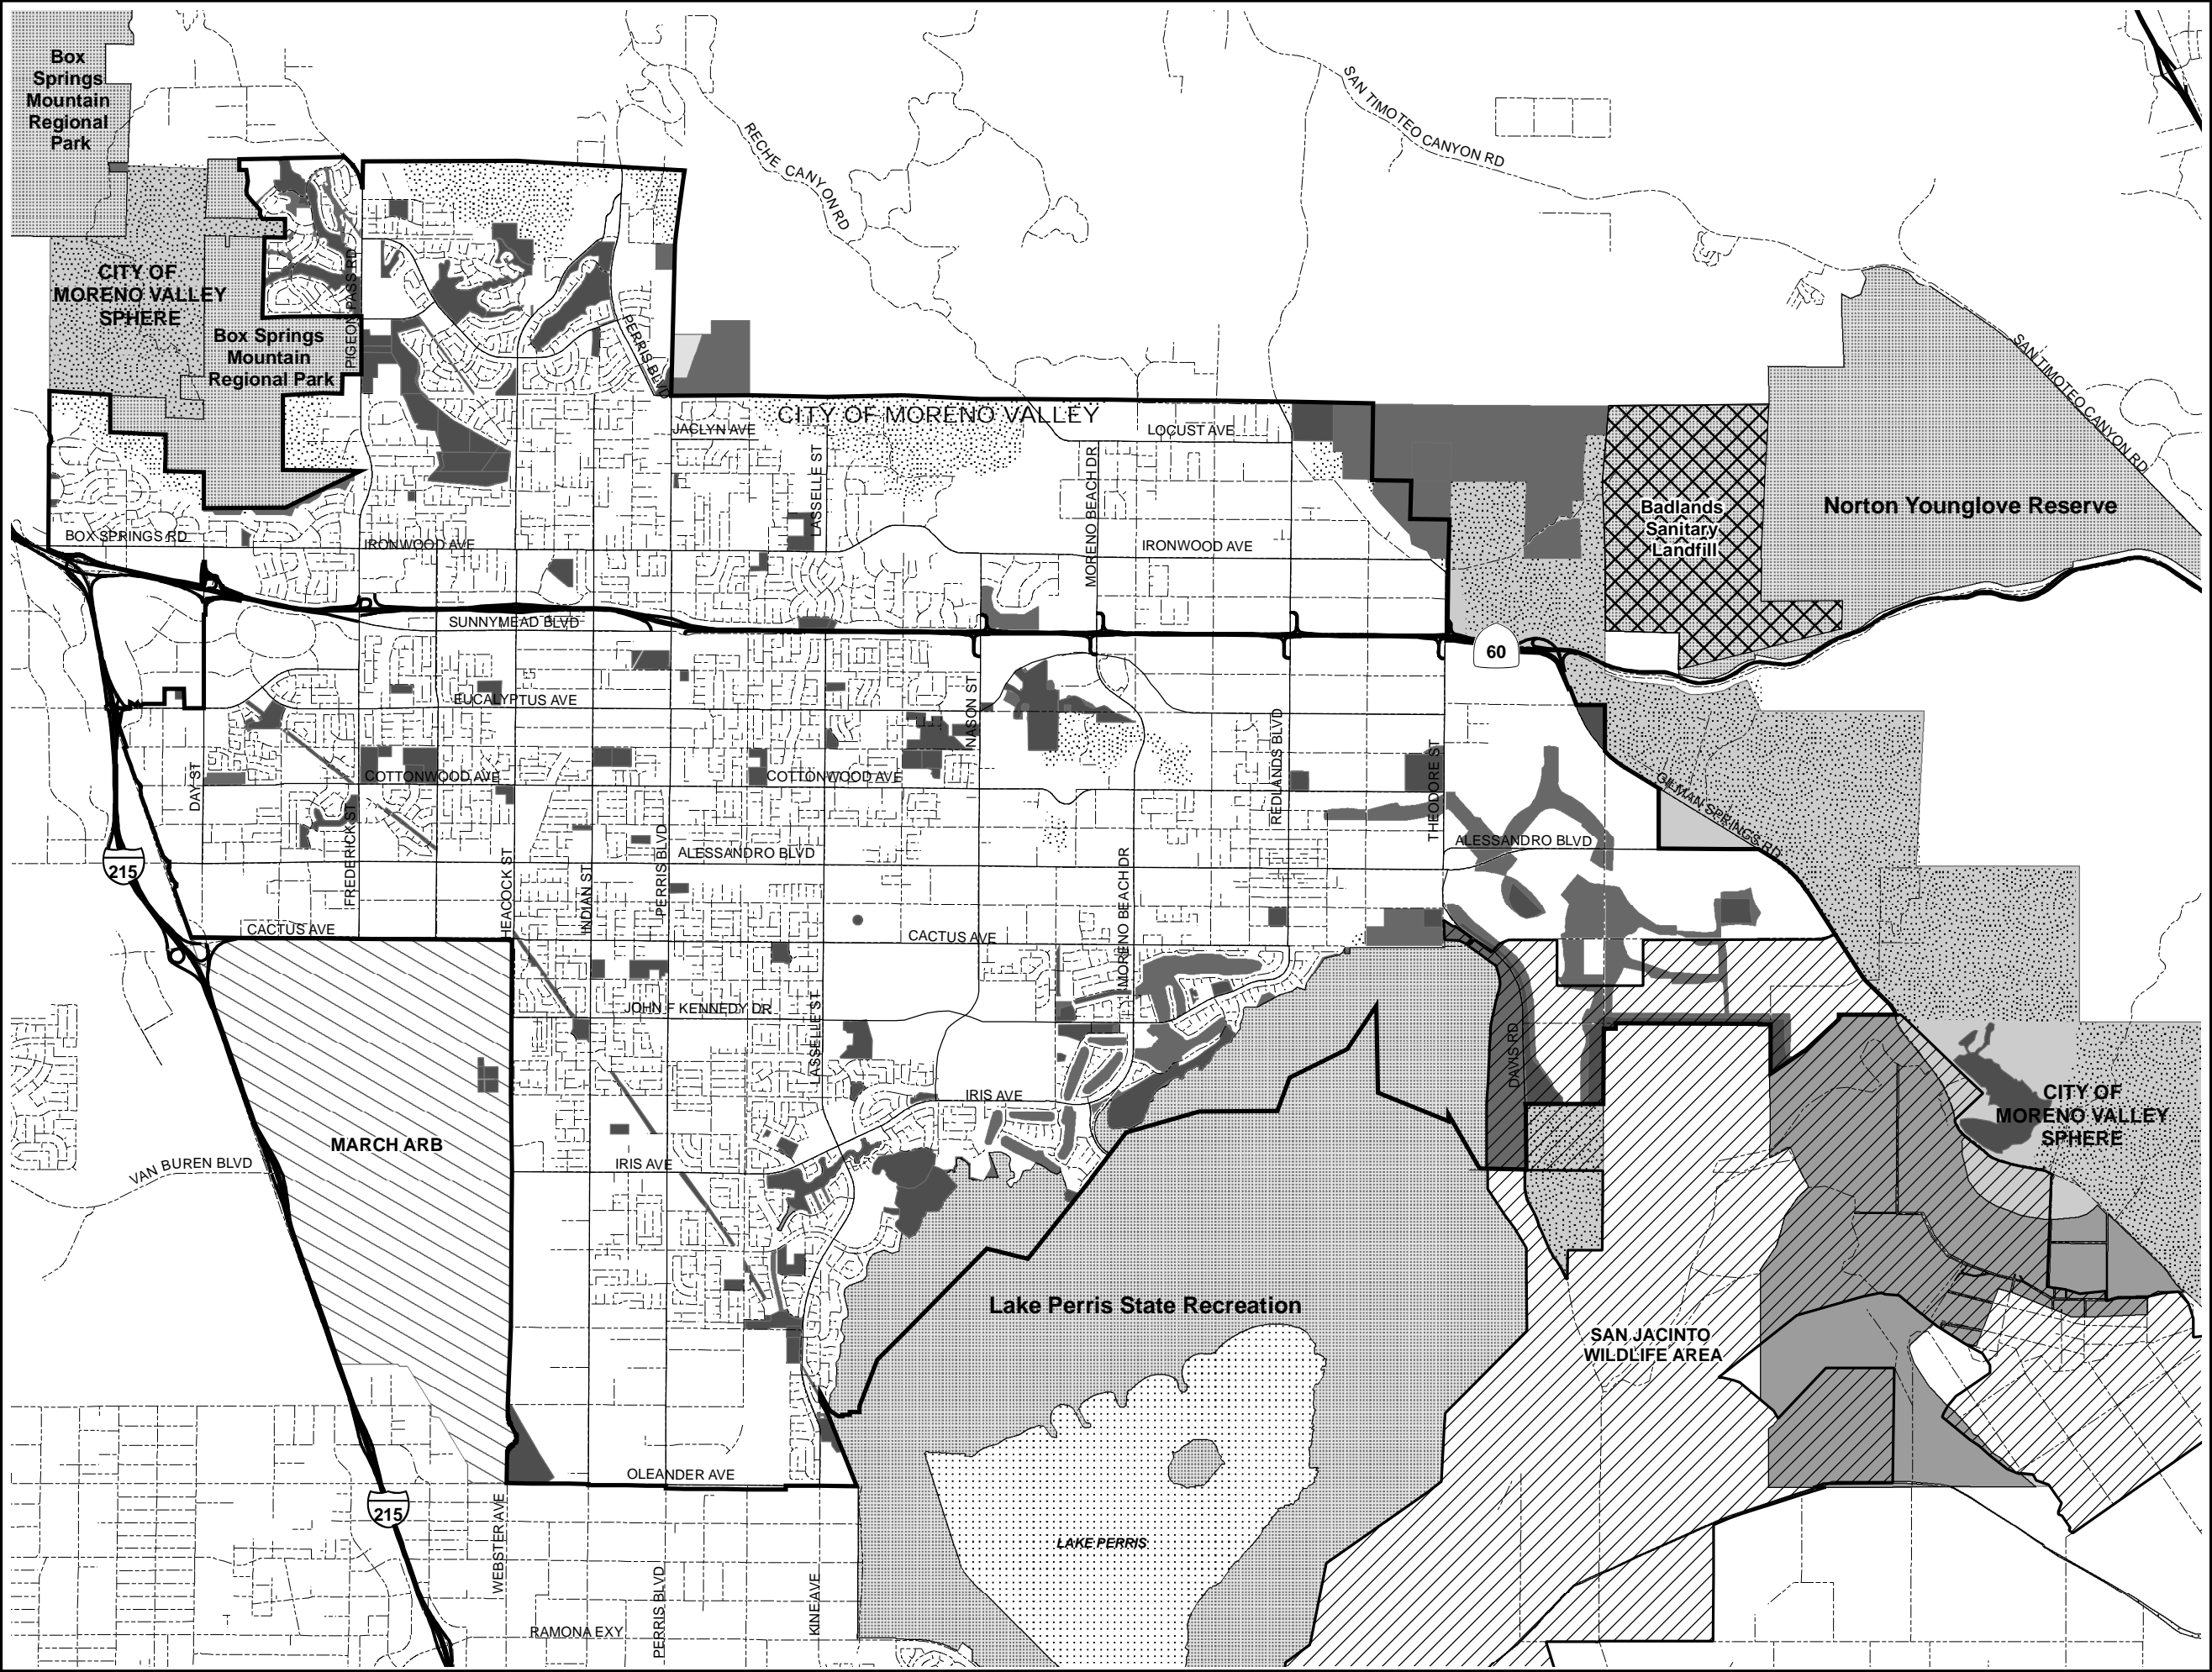 Box
Springs
Mountain
Regional
Park
SAN TIMOTEO CANYON RD
RECHE CANYON RD
CITY OF
MORENO VALLEY
SPHERE
PIGEON PASS RD
Box Springs
Mountain
Regional Park
PERRIS BLVD
SAN TIMOTEO CANYON RD
CITY OF MORENO VALLEY
JACLYN AVE
LOCUST AVE
LASSELLE ST
MORENO BEACH DR
Norton Younglove Reserve
Badlands
Sanitary
Landfill
BOX SPRINGS RD
IRONWOOD AVE
IRONWOOD AVE
SUNNYMEAD BLVD
60
EUCALYPTUS AVE
NASON ST
REDLANDS BLVD
THEODORE ST
DAY ST
COTTONWOOD AVE
COTTONWOOD AVE
GILMAN SPRINGS RD
FREDERICK ST
HEACOCK ST
INDIAN ST
PERRIS BLVD
ALESSANDRO BLVD
ALESSANDRO BLVD
MORENO BEACH DR
215
CACTUS AVE
CACTUS AVE
JOHN F KENNEDY DR
LASSELLE ST
DAVIS RD
IRIS AVE
CITY OF
MORENO VALLEY
SPHERE
MARCH ARB
VAN BUREN BLVD
IRIS AVE
Lake Perris State Recreation
SAN JACINTO
WILDLIFE AREA
OLEANDER AVE
215
WEBSTER AVE
LAKE PERRIS
PERRIS BLVD
KINE AVE
RAMONA EXY